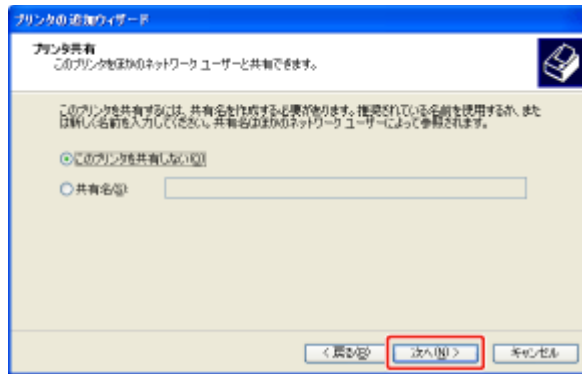 プリンタの追加ウィザード
プリンタ共有
このプリンタをほかのネットワーク ユーザーと共有できます。
このプリンタを共有するには、共有名を作成する必要があります。推奨されている名前を使用するか、また
は新しく名前を入力してください。共有名はほかのネットワーク ユーザーによって参照されます。
このプリンタを共有しない(O)
共有名(S):
< 戻る(B)
次へ(N) >
キャンセル